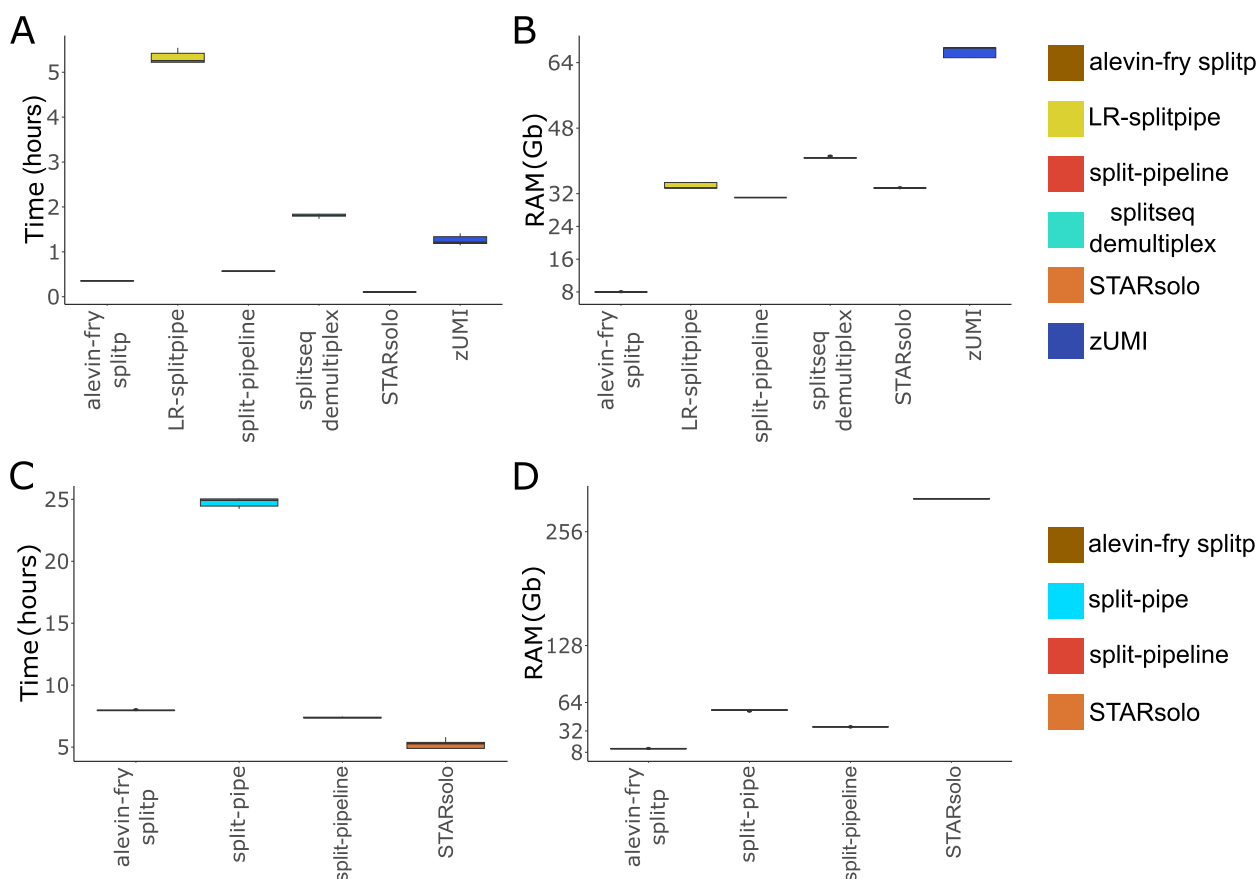 A
Time (hours)
5
4
3
2
1
0
alevin-fry
splitp
LR-splitpipe
split-pipeline
splitseq
demultiplex
STARsolo
zUMI
B
RAM(Gb)
64
48
32
24
16
8
alevin-fry
splitp
LR-splitpipe
split-pipeline
splitseq
demultiplex
STARsolo
zUMI
alevin-fry splitp
LR-splitpipe
split-pipeline
splitseq
demultiplex
STARsolo
zUMI
C
Time(hours)
25
20
15
10
5
alevin-fry
splitp
split-pipe
split-pipeline
STARsolo
D
RAM(Gb)
256
128
64
32
8
alevin-fry
splitp
split-pipe
split-pipeline
STARsolo
alevin-fry splitp
split-pipe
split-pipeline
STARsolo